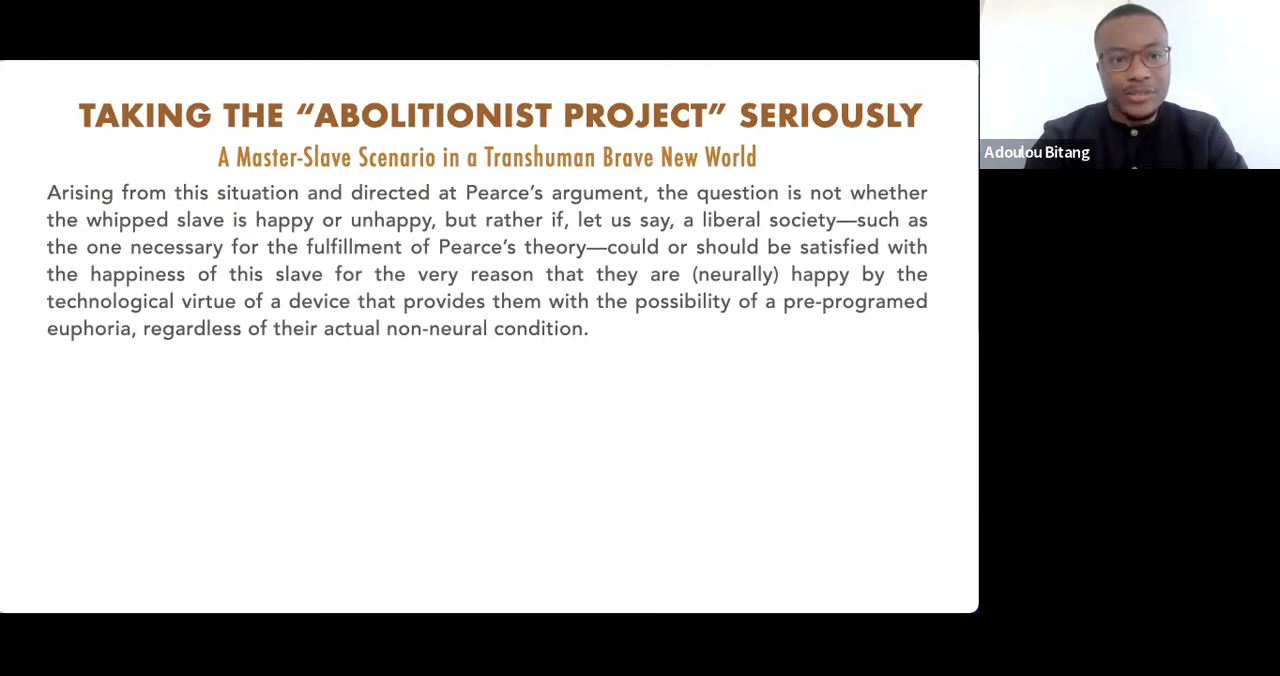 TAKING THE “ABOLITIONIST PROJECT” SERIOUSLY
A Master-Slave Scenario in a Transhuman Brave New World
Arising from this situation and directed at Pearce’s argument, the question is not whether
the whipped slave is happy or unhappy, but rather if, let us say, a liberal society—such as
the one necessary for the fulfillment of Pearce’s theory—could or should be satisfied with
the happiness of this slave for the very reason that they are (neurally) happy by the
technological virtue of a device that provides them with the possibility of a pre-programed
euphoria, regardless of their actual non-neural condition.
Adoulou Bitang